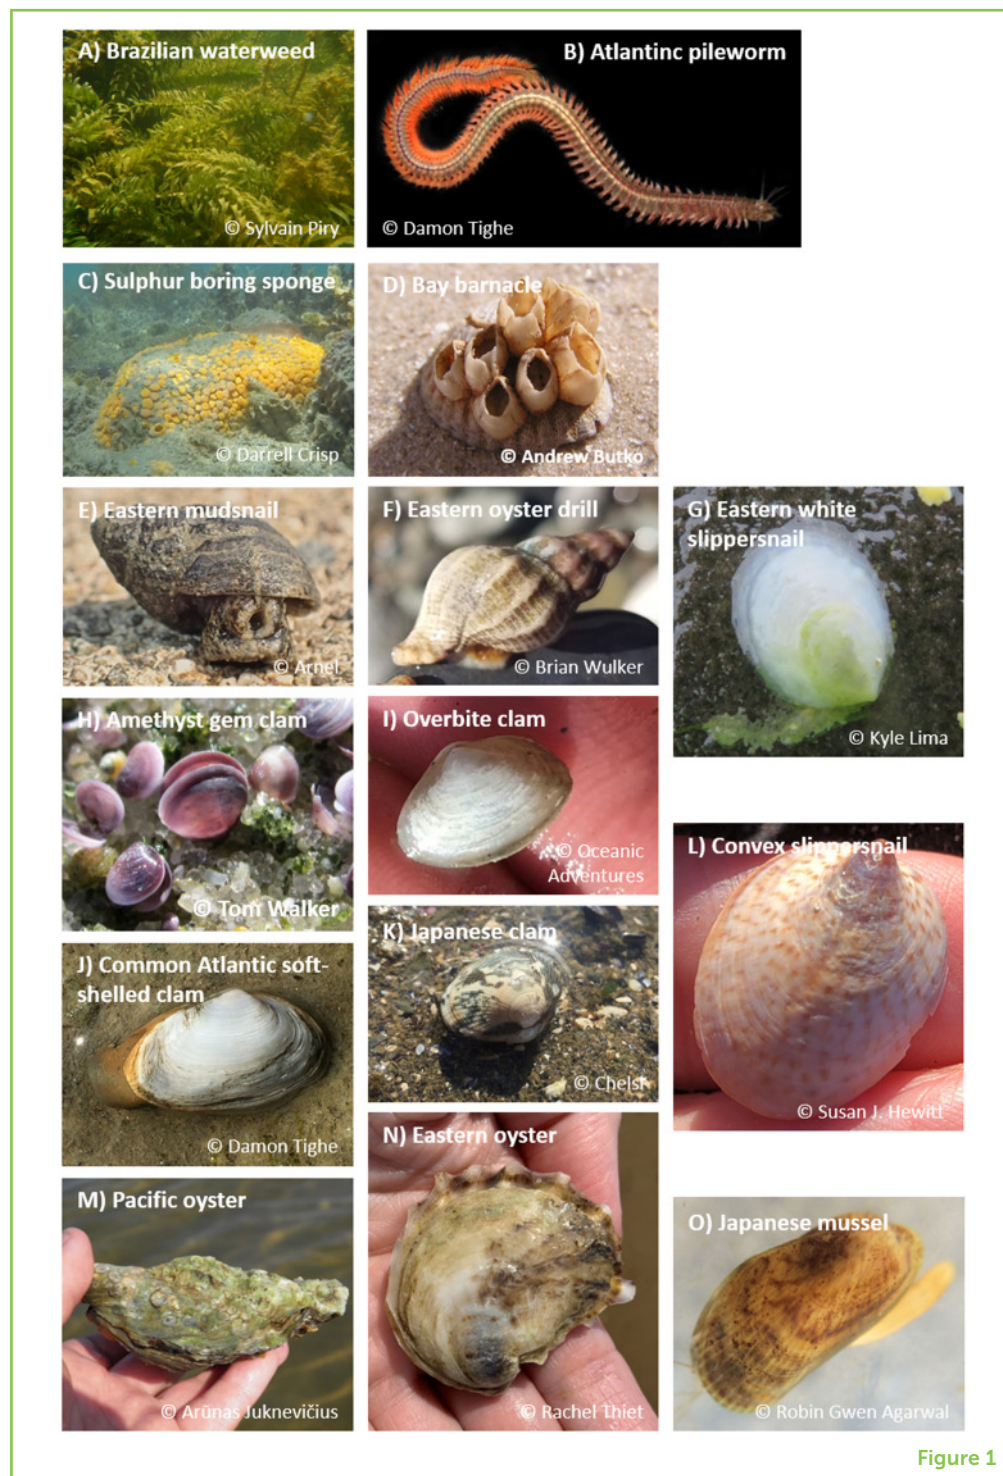 A) Brazilian waterweed
© Sylvain Piry
B) Atlantinc pileworm
© Damon Tighe
C) Sulphur boring sponge
© Darrell Crisp
D) Bay barnacle
© Andrew Butko
E) Eastern mudsnail
© Arnel
F) Eastern oyster drill
© Brian Wulker
G) Eastern white
slippersnail
© Kyle Lima
H) Amethyst gem clam
© Tom Walker
I) Overbite clam
© Oceanic
Adventures
J) Common Atlantic soft-
shelled clam
© Damon Tighe
K) Japanese clam
© Chelsi
L) Convex slippersnail
© Susan J. Hewitt
M) Pacific oyster
© Arūnas Juknevičius
N) Eastern oyster
© Rachel Thiet
O) Japanese mussel
© Robin Gwen Agarwal
Figure 1